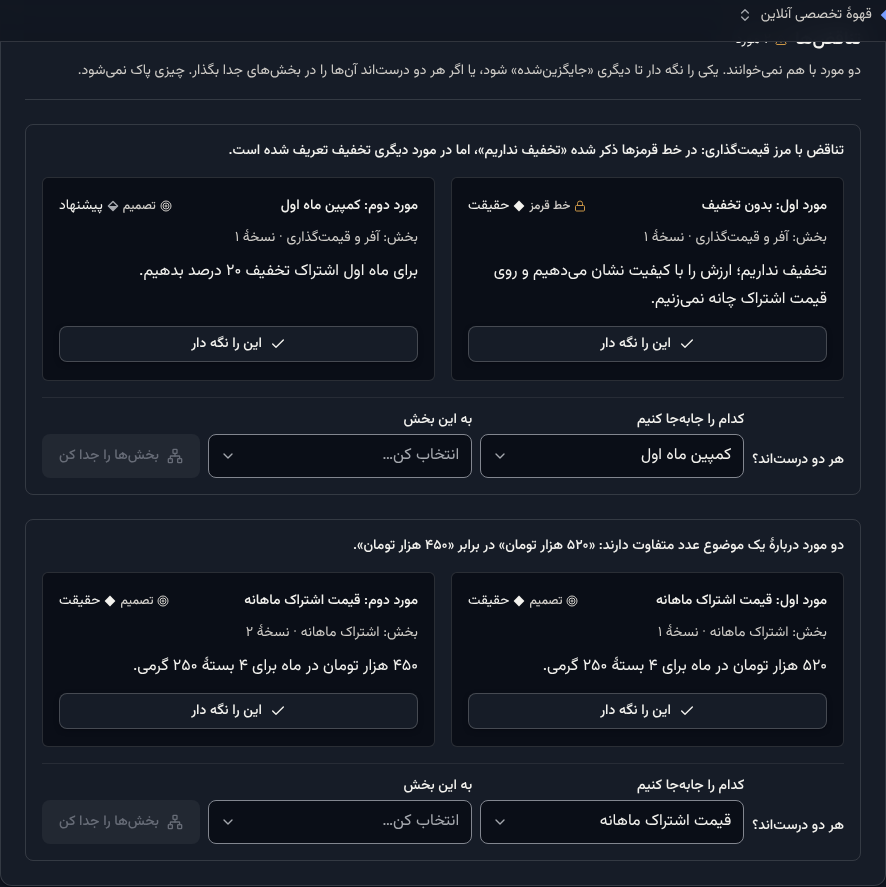 قهوهٔ تخصصی آنلاین
دو مورد با هم نمی‌خوانند. یکی را نگه دار تا دیگری «جایگزین‌شده» شود، یا اگر هر دو درست‌اند آن‌ها را در بخش‌های جدا بگذار. چیزی پاک نمی‌شود.
تناقض با مرز قیمت‌گذاری: در خط قرمزها ذکر شده «تخفیف نداریم»، اما در مورد دیگری تخفیف تعریف شده است.
مورد اول: بدون تخفیف
خط قرمز
حقیقت
بخش: آفر و قیمت‌گذاری · نسخهٔ ۱
تخفیف نداریم؛ ارزش را با کیفیت نشان می‌دهیم و روی
قیمت اشتراک چانه نمی‌زنیم.
این را نگه دار
مورد دوم: کمپین ماه اول
تصمیم
پیشنهاد
بخش: آفر و قیمت‌گذاری · نسخهٔ ۱
برای ماه اول اشتراک تخفیف ۲۰ درصد بدهیم.
این را نگه دار
هر دو درست‌اند؟
کدام را جابه‌جا کنیم
کمپین ماه اول
به این بخش
انتخاب کن...
بخش‌ها را جدا کن
دو مورد دربارهٔ یک موضوع عدد متفاوت دارند: «۵۲۰ هزار تومان» در برابر «۴۵۰ هزار تومان».
مورد اول: قیمت اشتراک ماهانه
تصمیم
حقیقت
بخش: اشتراک ماهانه · نسخهٔ ۱
۵۲۰ هزار تومان در ماه برای ۴ بستهٔ ۲۵۰ گرمی.
این را نگه دار
مورد دوم: قیمت اشتراک ماهانه
تصمیم
حقیقت
بخش: اشتراک ماهانه · نسخهٔ ۲
۴۵۰ هزار تومان در ماه برای ۴ بستهٔ ۲۵۰ گرمی.
این را نگه دار
هر دو درست‌اند؟
کدام را جابه‌جا کنیم
قیمت اشتراک ماهانه
به این بخش
انتخاب کن...
بخش‌ها را جدا کن